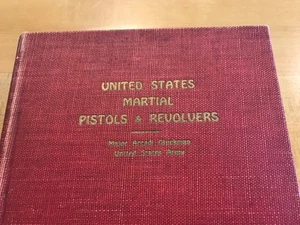 UNITED STATES
MARTIAL
PISTOLS & REVOLVERS
Major Arcadi Gluckman
United States Army